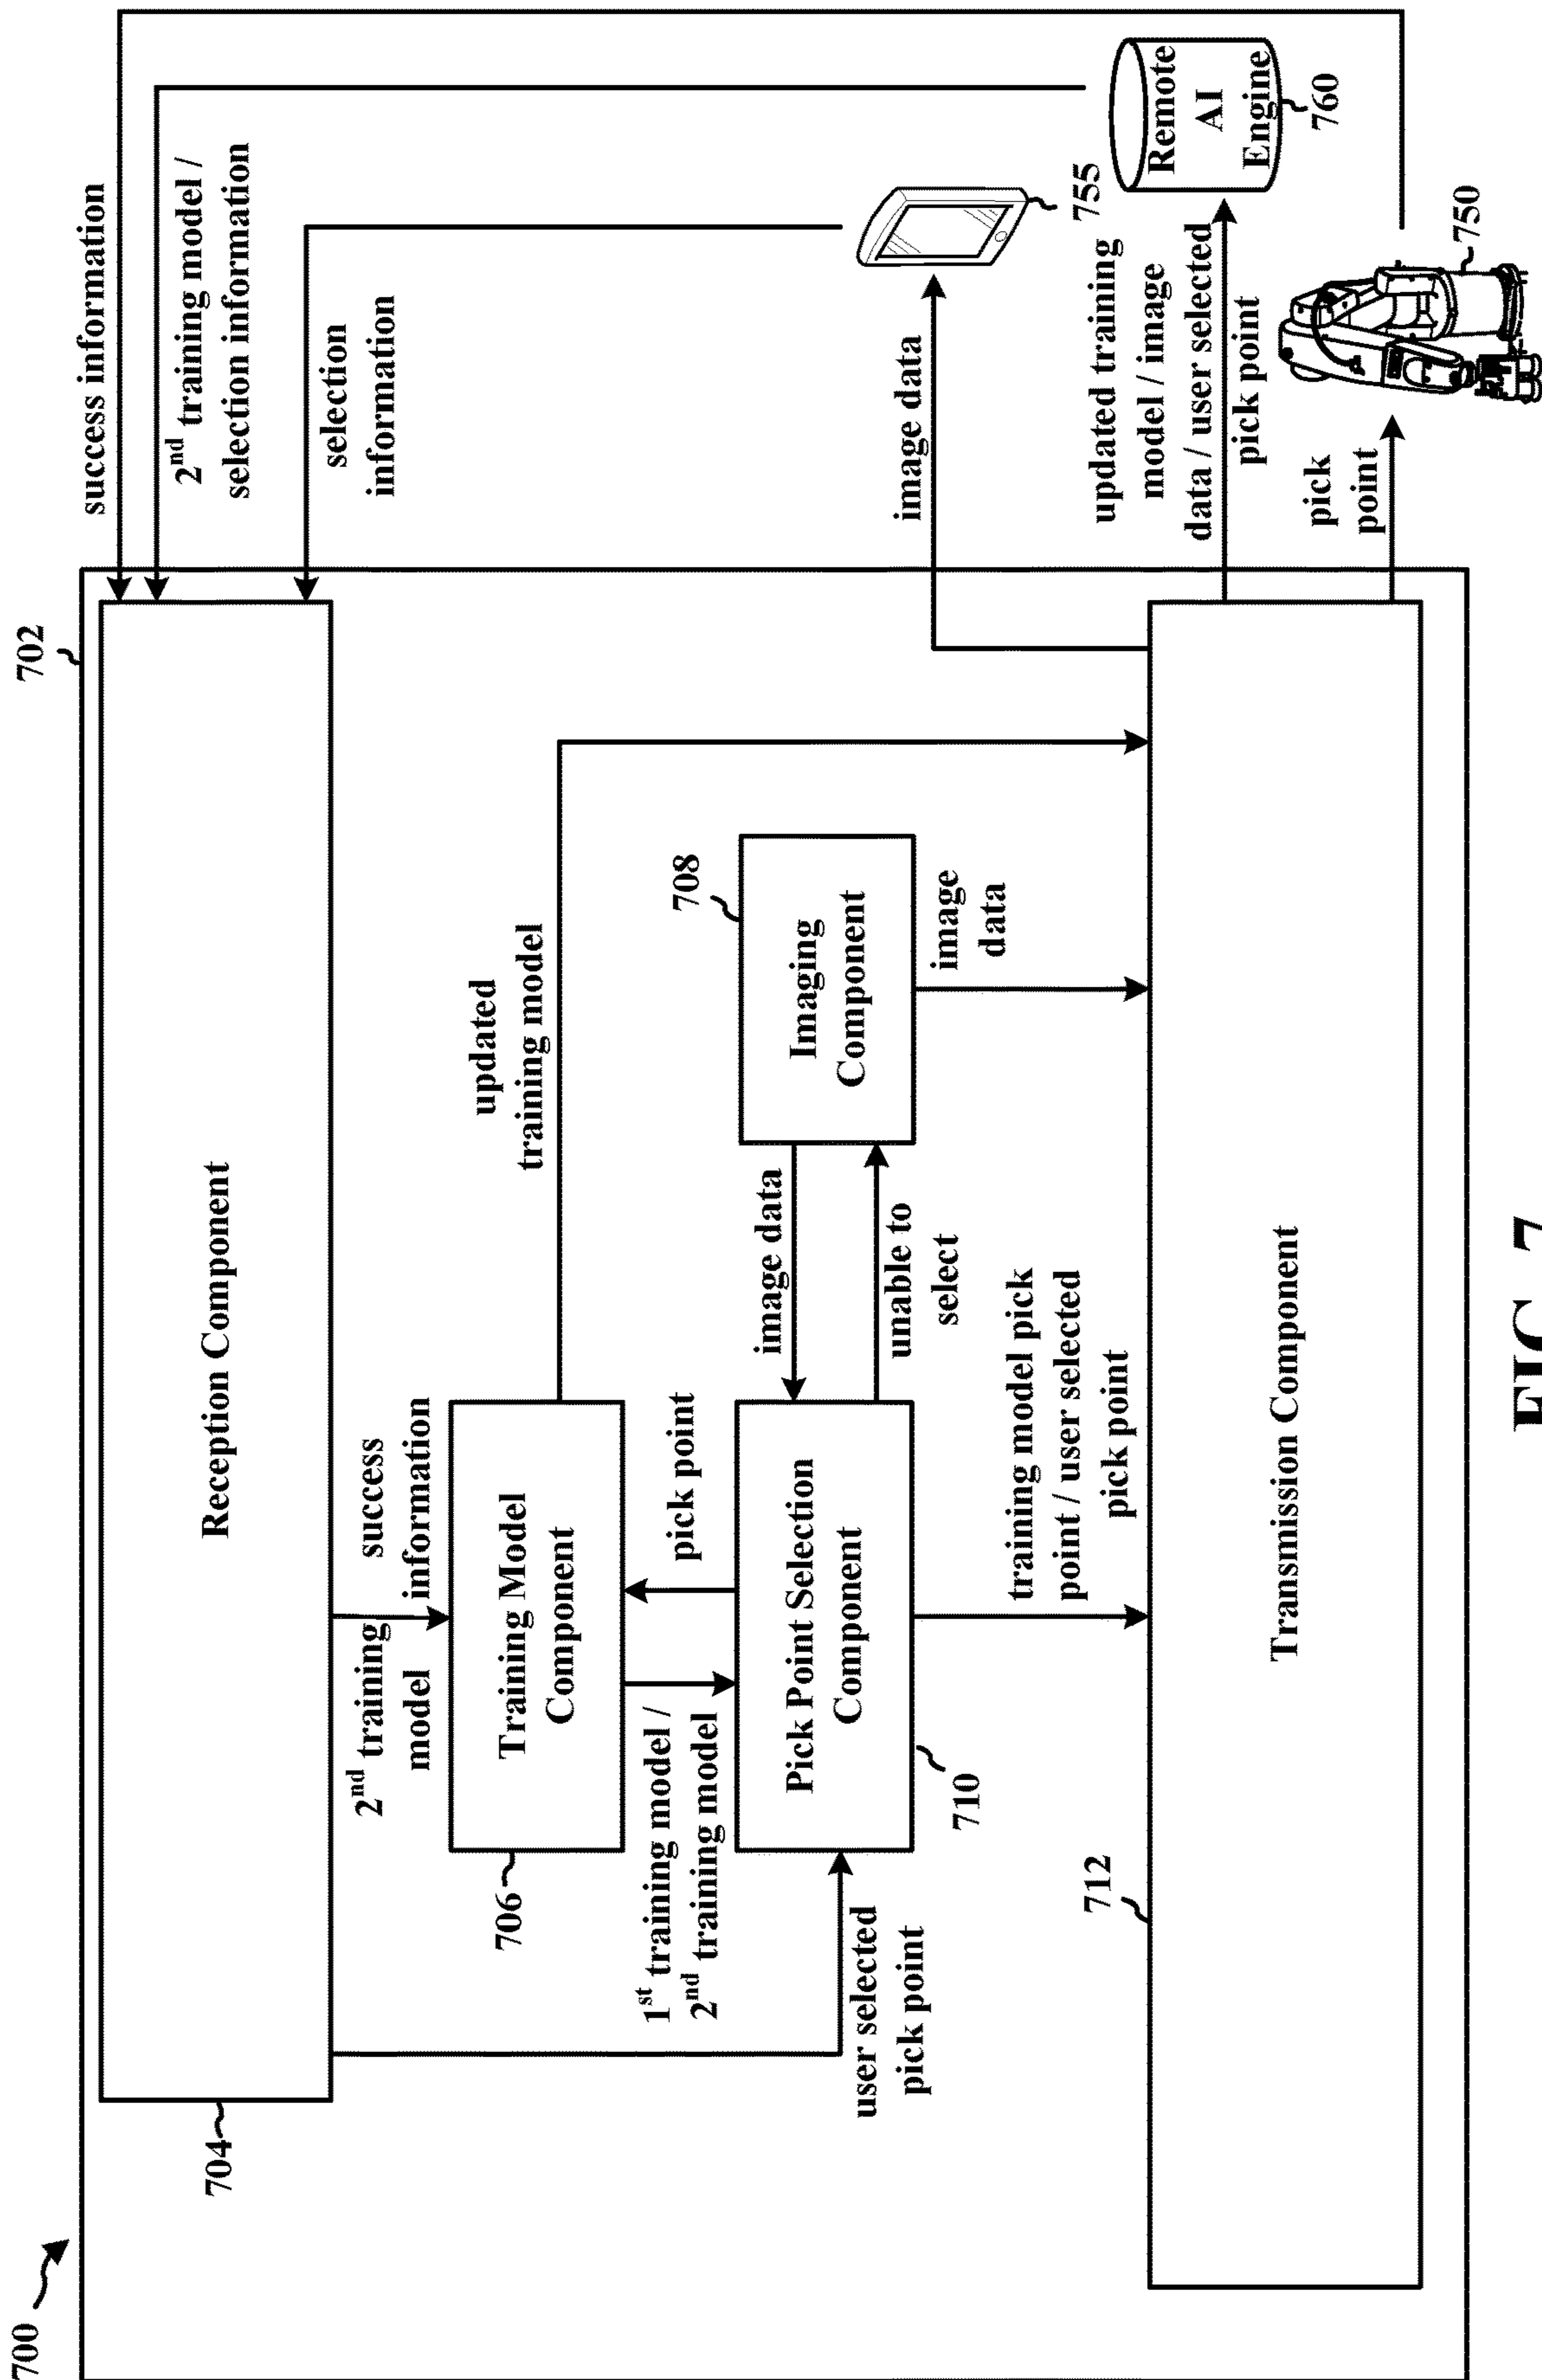 700
702
704
Reception Component
success information
2nd training model /
selection information
selection
information
2nd training
model
success
information
706
Training Model
Component
updated
training model
1st training model /
2nd training model
pick point
user selected
pick point
Pick Point Selection
Component
710
image data
unable to
select
708
Imaging
Component
image
data
training model pick
point / user selected
pick point
712
Transmission Component
image data
755
updated training
model / image
data / user selected
pick point
Remote
AI
Engine
760
pick
point
750
FIG. 7